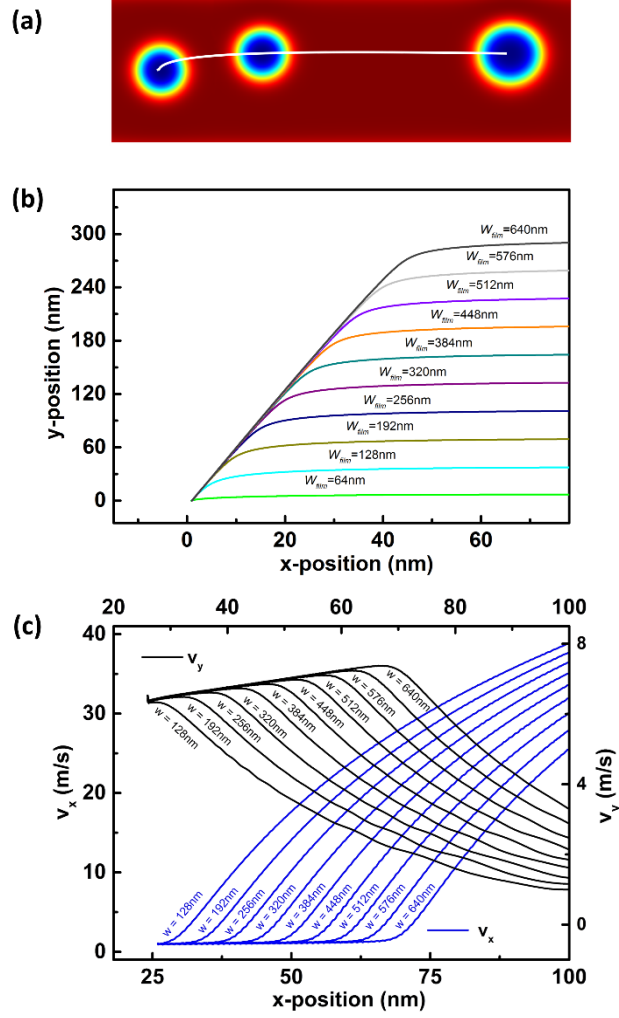 (a)
(b)
300
240
180
120
60
0
y-position (nm)
W_film=640nm
W_film=576nm
W_film=512nm
W_film=448nm
W_film=384nm
W_film=320nm
W_film=256nm
W_film=192nm
W_film=128nm
W_film=64nm
0 20 40 60
x-position (nm)
(c)
20 40 60 80 100
40
30
20
10
0
v_x (m/s)
v_y
w = 128nm
w = 192nm
w = 256nm
w = 320nm
w = 384nm
w = 448nm
w = 512nm
w = 576nm
w = 640nm
w = 128nm
w = 192nm
w = 256nm
w = 320nm
w = 384nm
w = 448nm
w = 512nm
w = 576nm
w = 640nm
v_x
8
4
0
v_v (m/s)
25 50 75 100
x-position (nm)